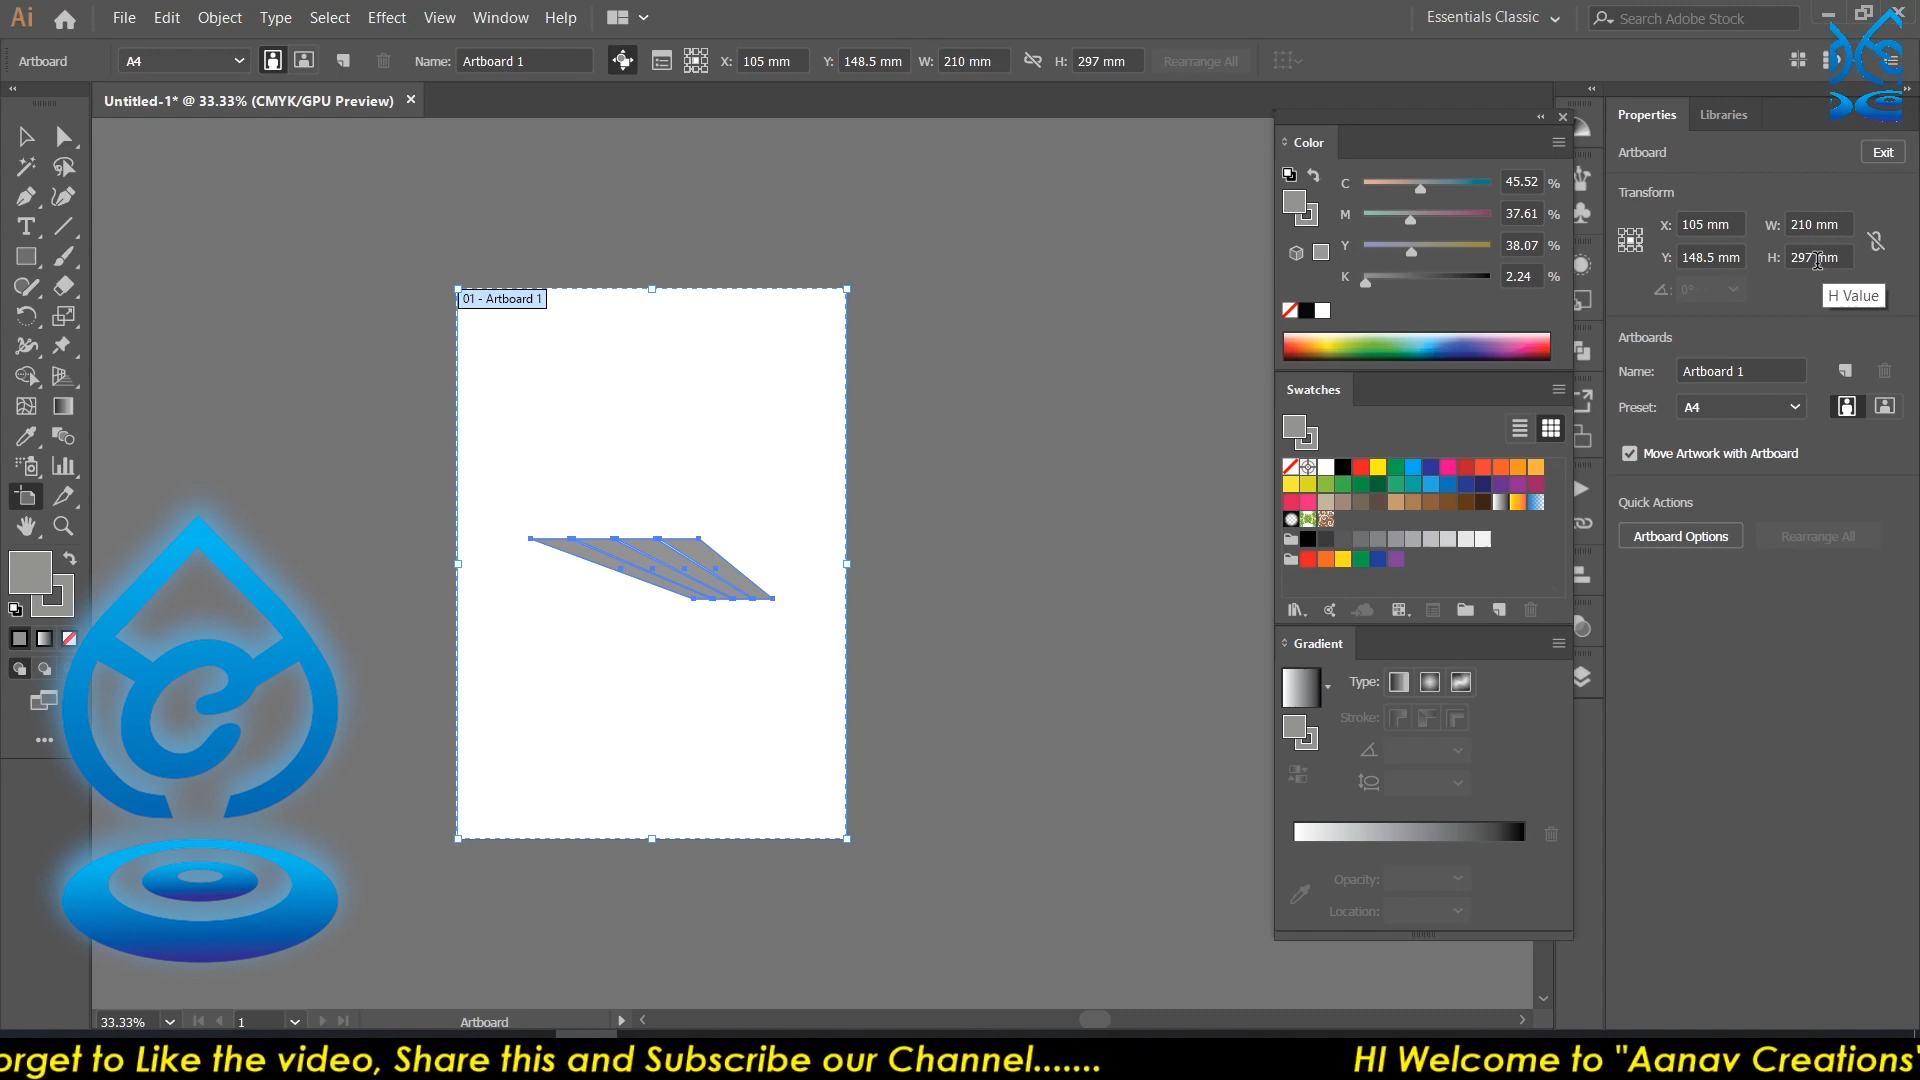 Ai File Edit Object Type Select Effect View Window Help Essentials Classic Search Adobe Stock
Artboard A4 Name: Artboard 1 X: 105 mm Y: 148.5 mm W: 210 mm H: 297 mm Rearrange All
Untitled-1* @ 33.33% (CMYK/GPU Preview)
01 - Artboard 1
Color
C 45.52 %
M 37.61 %
Y 38.07 %
K 2.24 %
Swatches
Gradient
Type:
Stroke:
Opacity:
Location:
Properties Libraries
Artboard Exit
Transform
X: 105 mm W: 210 mm
Y: 148.5 mm H: 297 mm
0°
H Value
Artboards
Name: Artboard 1
Preset: A4
Move Artwork with Artboard
Quick Actions
Artboard Options Rearrange All
33.33% 1 Artboard
orget to Like the video, Share this and Subscribe our Channel....... HI Welcome to "Aanav Creations"